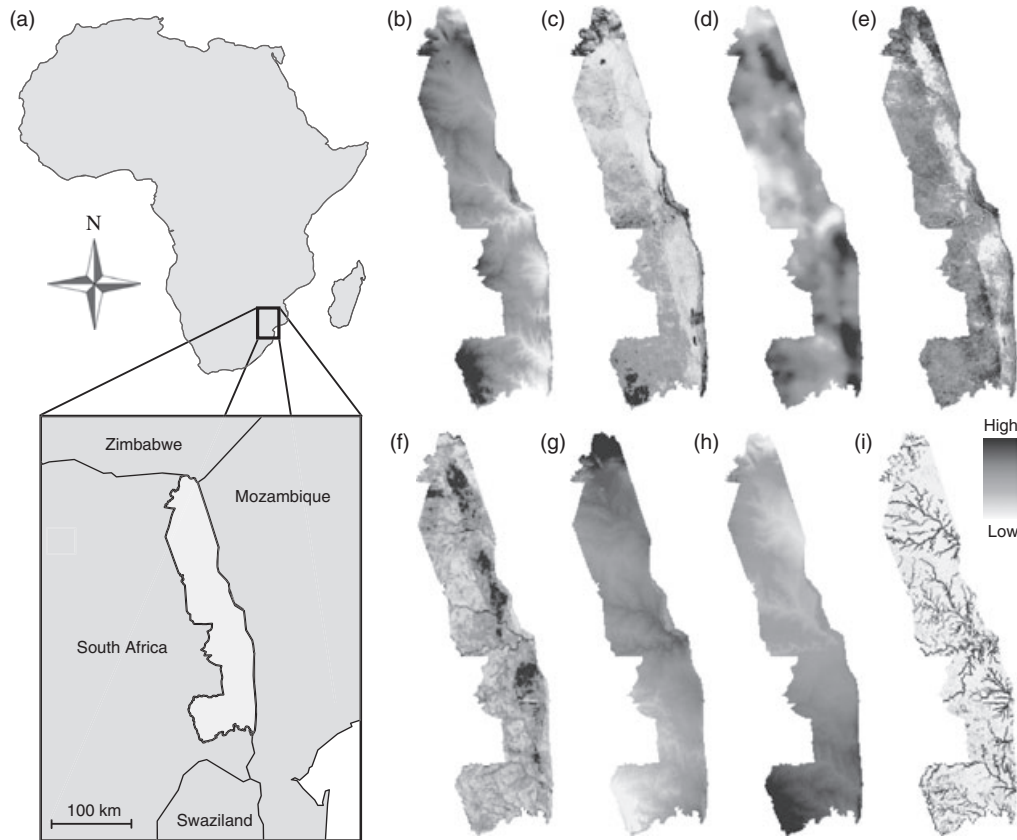 (a)
(b)
(c)
(d)
(e)
N
Zimbabwe
Mozambique
South Africa
100 km
Swaziland
(f)
(g)
(h)
(i)
High
Low